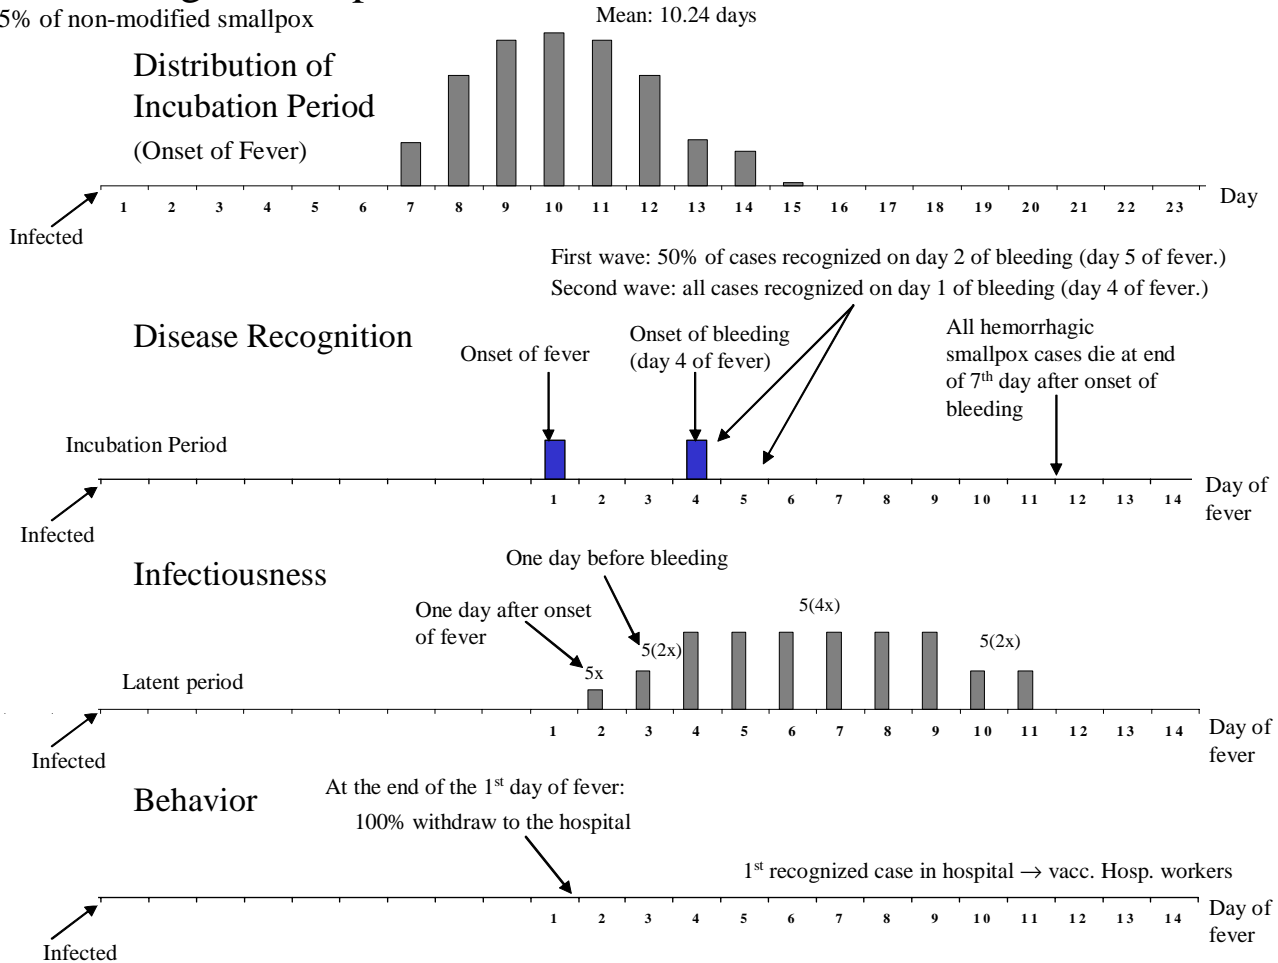 5% of non-modified smallpox
Mean: 10.24 days
Distribution of
Incubation Period
(Onset of Fever)
1 2 3 4 5 6 7 8 9 10 11 12 13 14 15 16 17 18 19 20 21 22 23
Day
Infected
First wave: 50% of cases recognized on day 2 of bleeding (day 5 of fever.)
Second wave: all cases recognized on day 1 of bleeding (day 4 of fever.)
Disease Recognition
Onset of fever
Onset of bleeding
(day 4 of fever)
All hemorrhagic
smallpox cases die at end
of 7th day after onset of
bleeding
Incubation Period
1 2 3 4 5 6 7 8 9 10 11 12 13 14
Day of
fever
Infected
One day before bleeding
Infectiousness
One day after onset
of fever
5x
5(2x)
5(4x)
5(2x)
Latent period
1 2 3 4 5 6 7 8 9 10 11 12 13 14
Day of
fever
Infected
Behavior
At the end of the 1st day of fever:
100% withdraw to the hospital
1st recognized case in hospital → vacc. Hosp. workers
1 2 3 4 5 6 7 8 9 10 11 12 13 14
Day of
fever
Infected